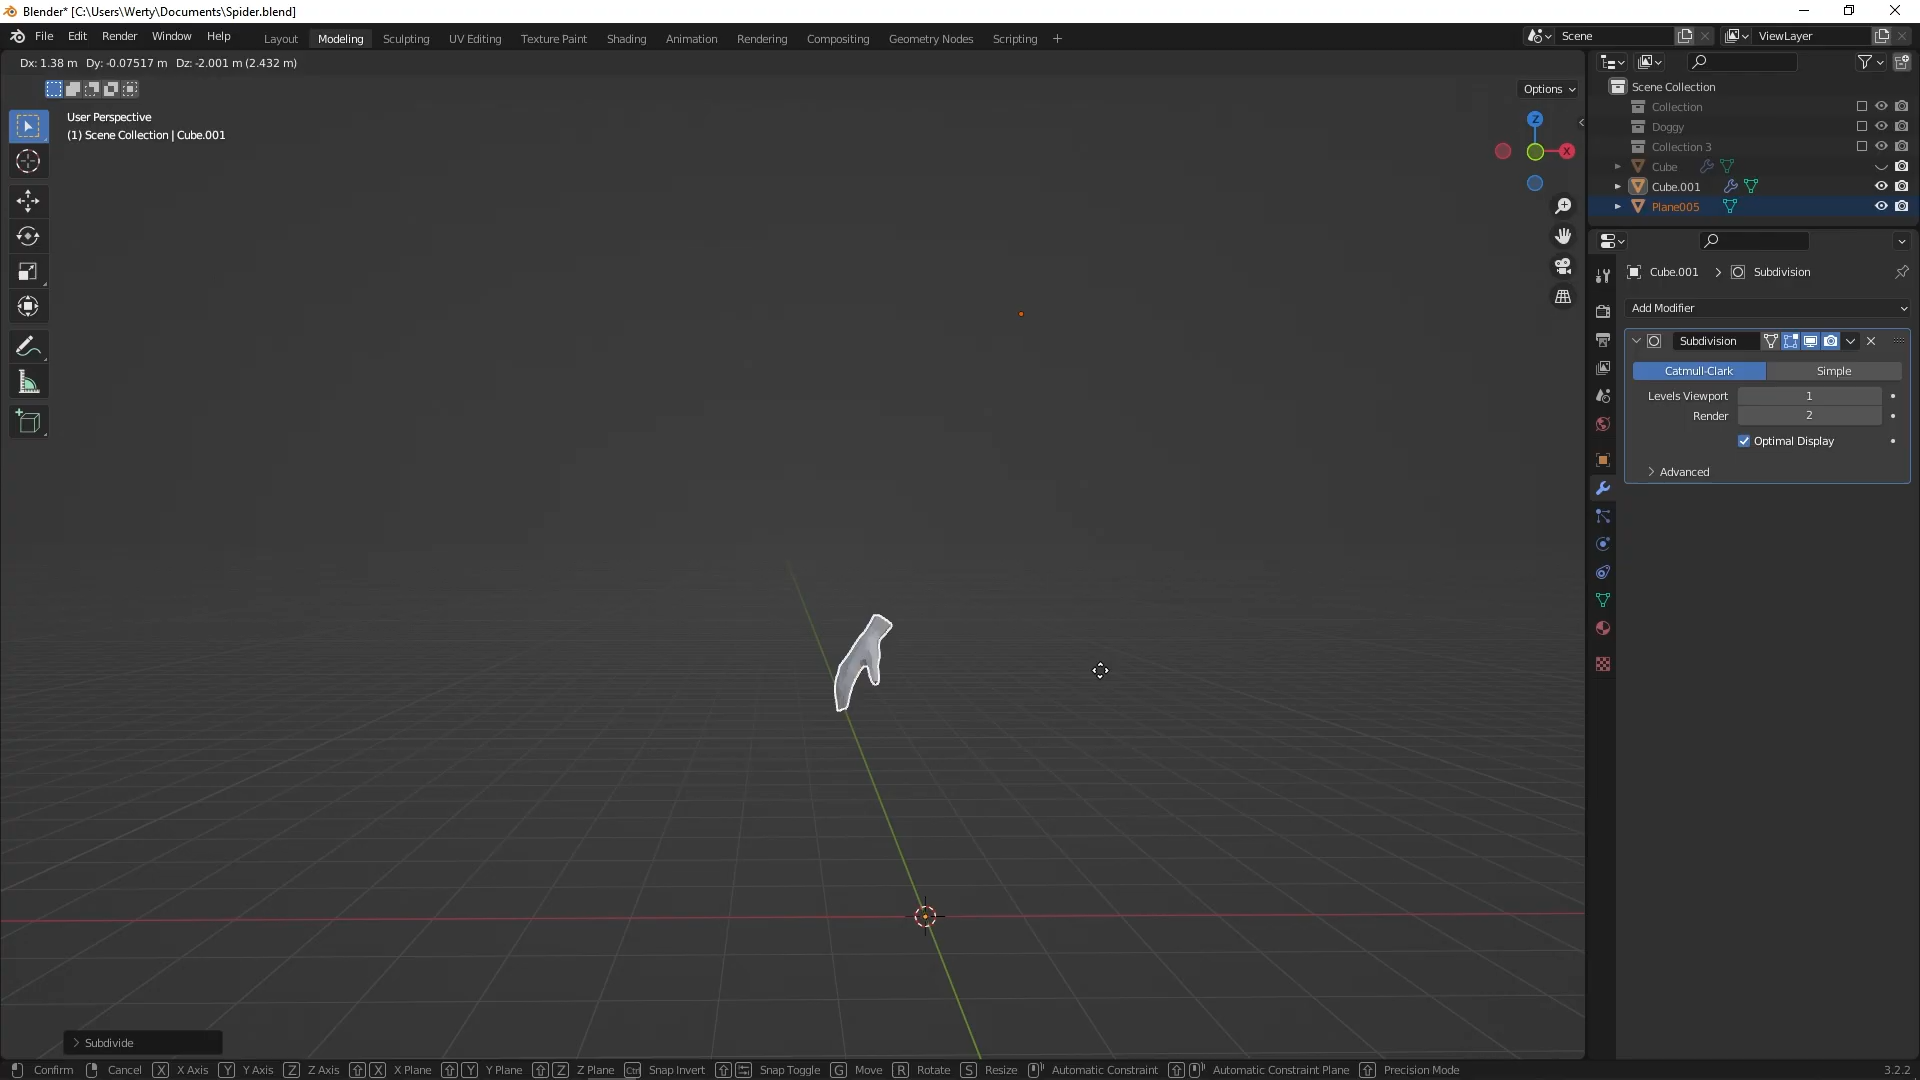 Blender* [C:\Users\Werty\Documents\Spider.blend]
File Edit Render Window Help Layout Modeling Sculpting UV Editing Texture Paint Shading Animation Rendering Compositing Geometry Nodes Scripting + Scene ViewLayer
Dx: 1.38 m Dy: -0.07517 m Dz: -2.001 m (2.432 m)
Options
User Perspective
(1) Scene Collection | Cube.001
Z
X
Scene Collection
Collection
Doggy
Collection 3
Cube
Cube.001
Plane005
Cube.001 > Subdivision
Add Modifier
Subdivision
Catmull-Clark Simple
Levels Viewport 1
Render 2
Optimal Display
Advanced
Subdivide
Confirm Cancel X X Axis Y Y Axis Z Z Axis X X Plane Y Y Plane Z Z Plane Ctrl Snap Invert Snap Toggle G Move R Rotate S Resize Automatic Constraint Automatic Constraint Plane Precision Mode 3.2.2